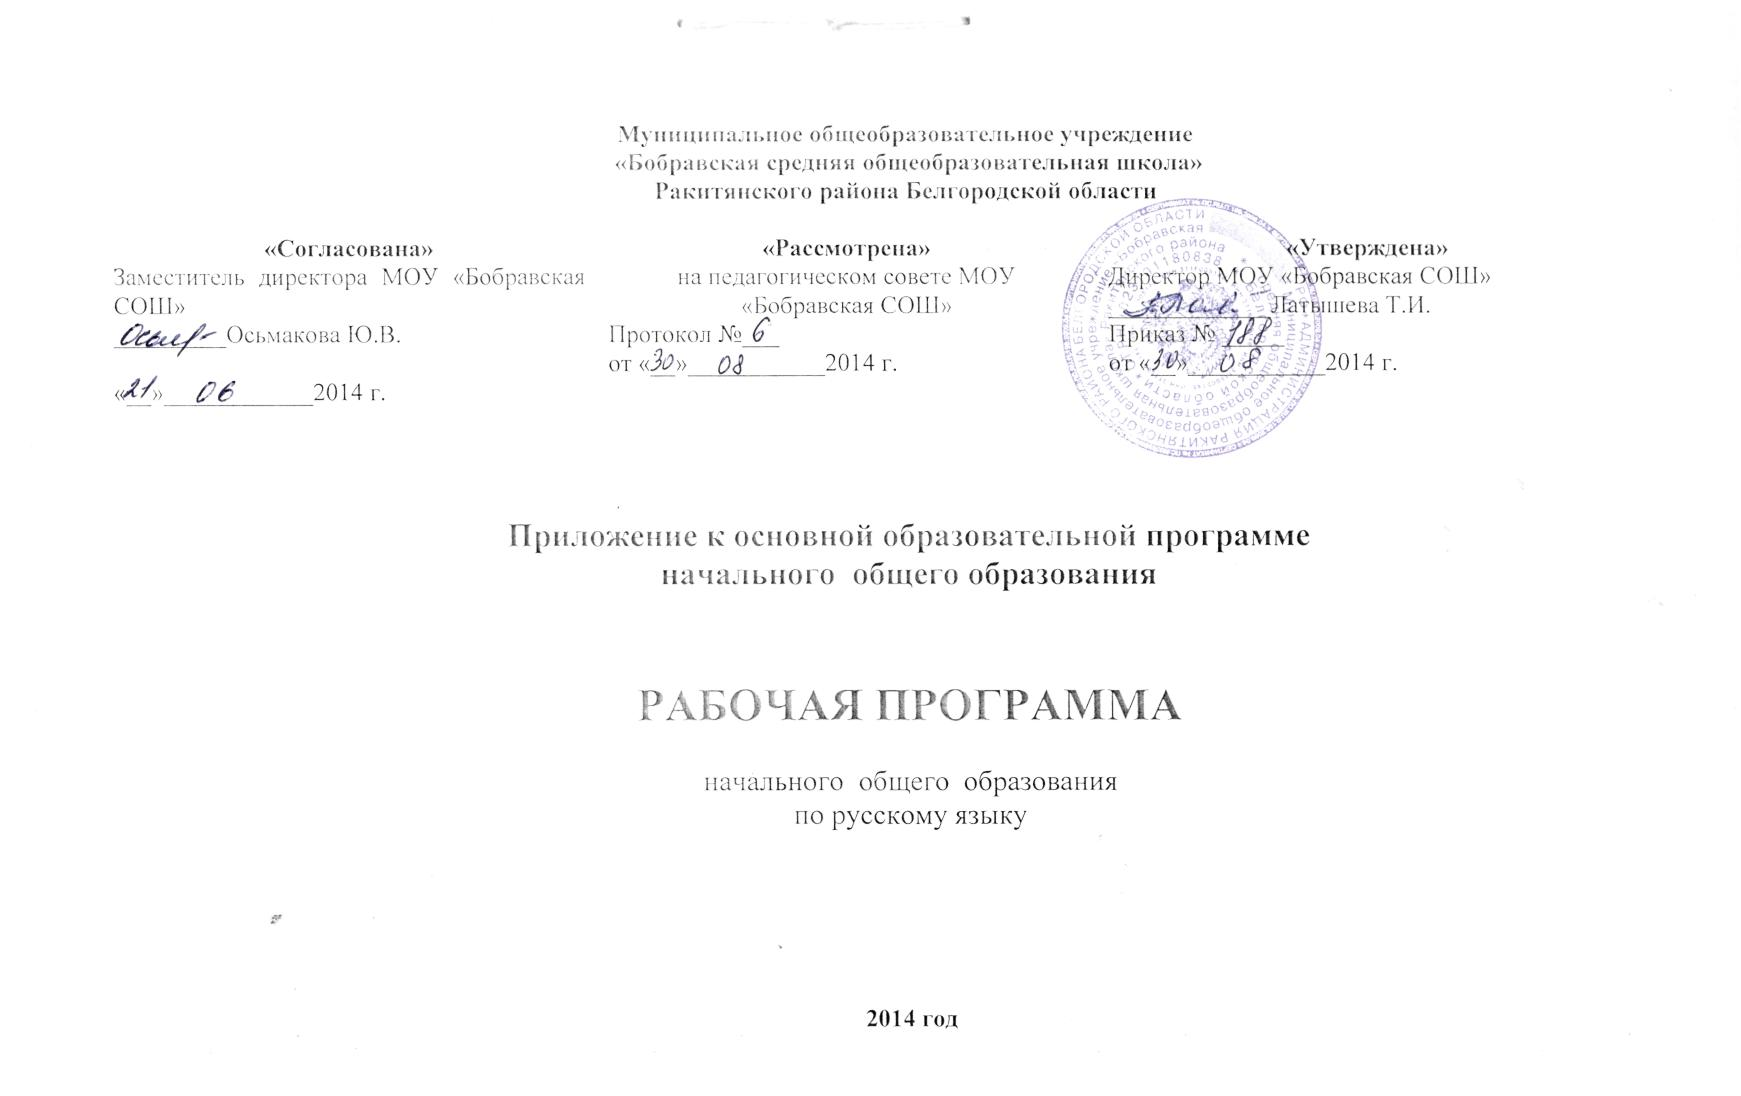 Муниципальное общеобразовательное учреждение
«Бобравская средняя общеобразовательная школа»
Ракитянского района Белгородской области
«Согласована»
Заместитель директора МОУ «Бобравская
СОШ»
Осьмакова Ю.В.
«21» 06 2014 г.
«Рассмотрена»
на педагогическом совете МОУ
«Бобравская СОШ»
Протокол № 6
от «30» 08 2014 г.
«Утверждена»
Директор МОУ «Бобравская СОШ»
Латышева Т.И.
Приказ № 188
от «30» 08 2014 г.
Приложение к основной образовательной программе
начального общего образования
РАБОЧАЯ ПРОГРАММА
начального общего образования
по русскому языку
2014 год